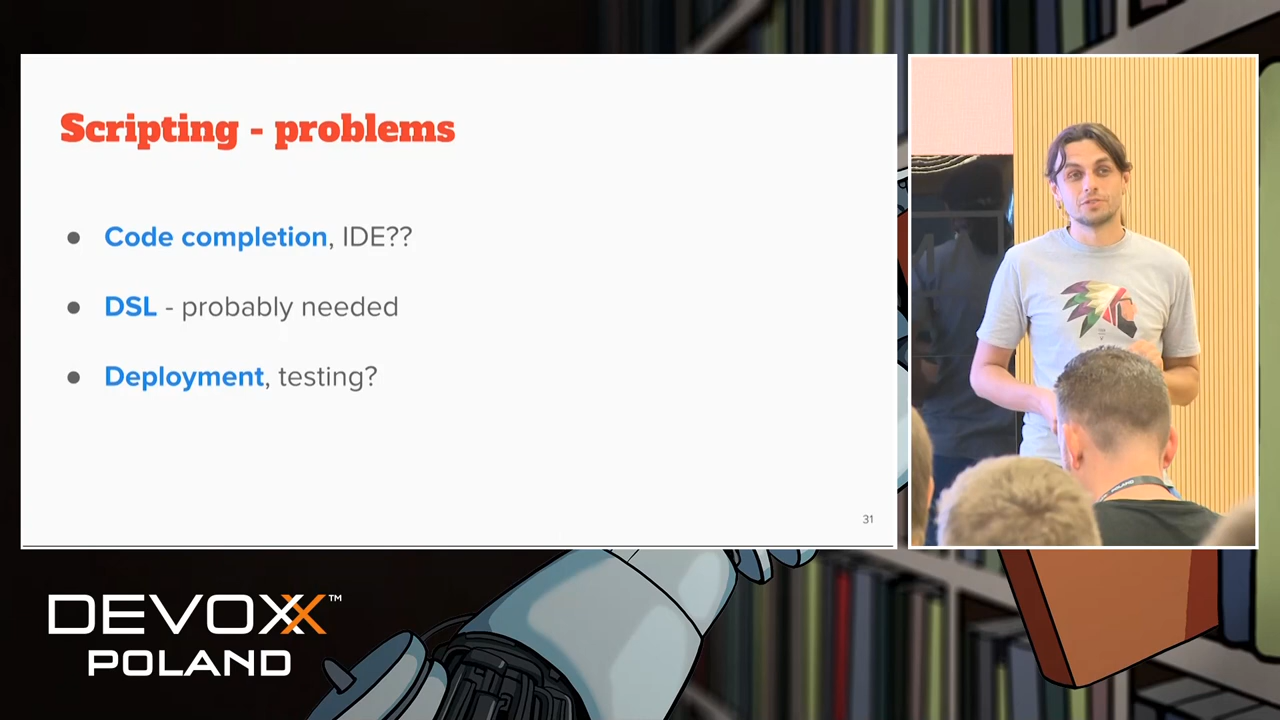 Scripting - problems
● Code completion, IDE??
● DSL - probably needed
● Deployment, testing?
31
DEVOXX™
POLAND